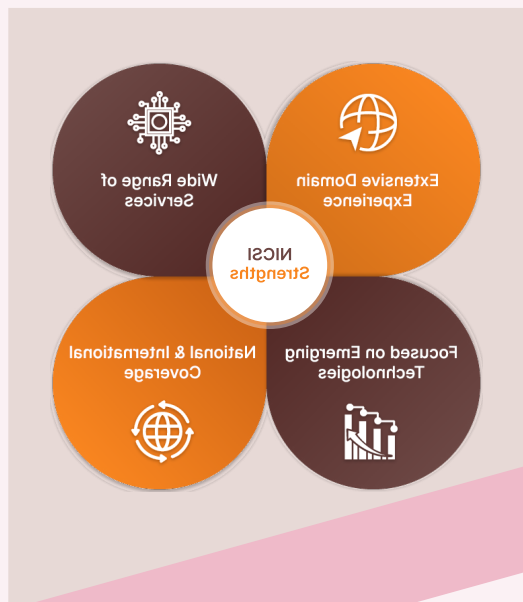 Extensive Domain
Experience
Wide Range of
Services
NICSI
Strengths
Focused on Emerging
Technologies
National & International
Coverage